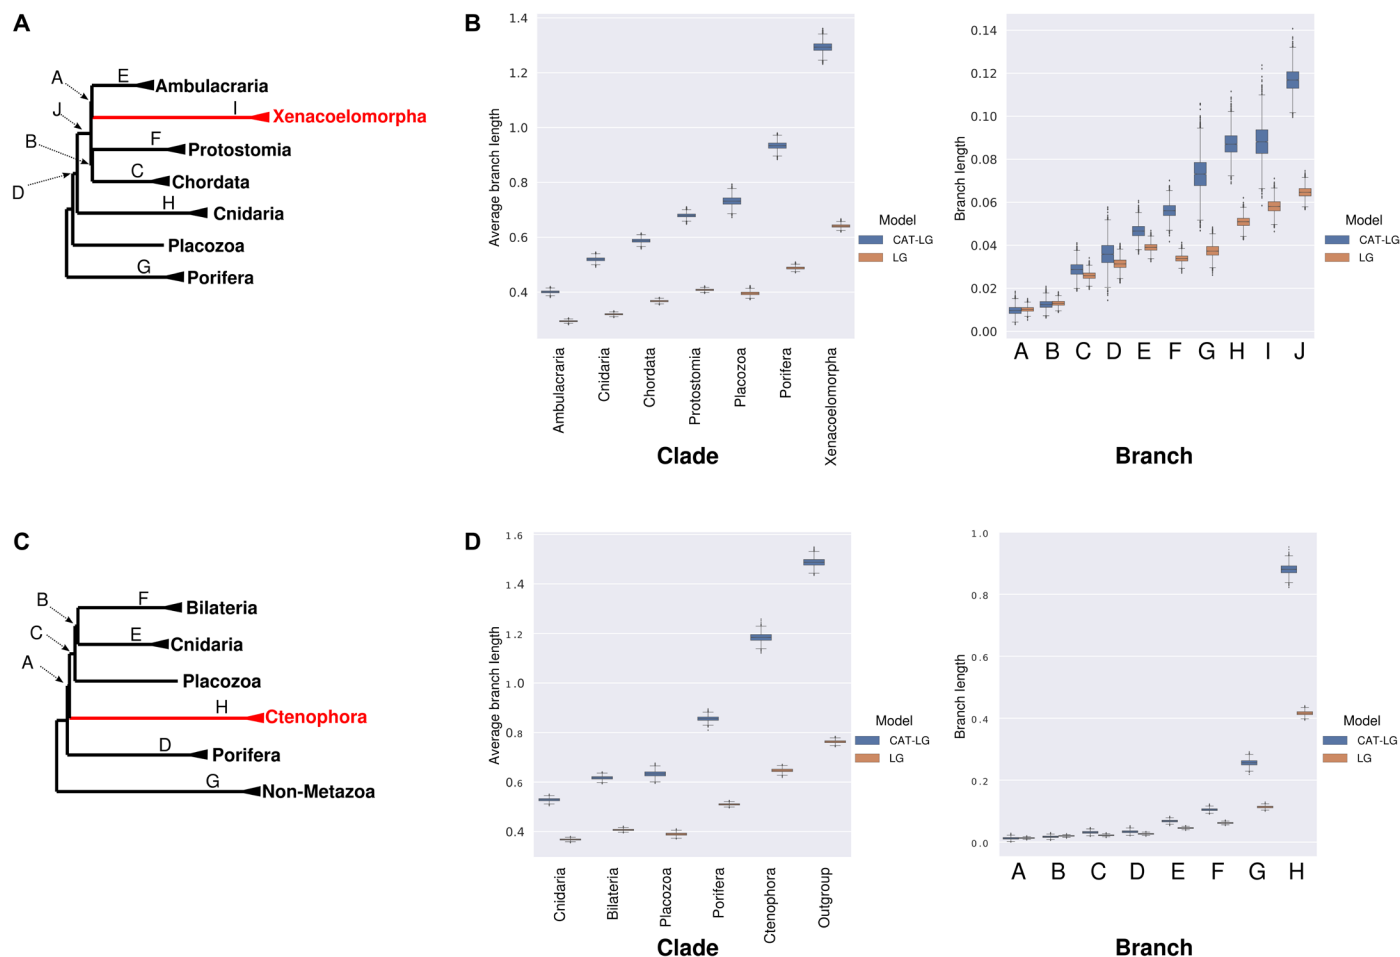 A
E
Ambulacraria
A
I
Xenacoelomorpha
J
F
Protostomia
B
C
Chordata
D
H
Cnidaria
Placozoa
G
Porifera
B
Average branch length
1.4
1.2
1.0
0.8
0.6
0.4
Ambulacraria
Cnidaria
Chordata
Protostomia
Placozoa
Porifera
Xenacoelomorpha
Clade
Model
CAT-LG
LG
Branch length
0.14
0.12
0.10
0.08
0.06
0.04
0.02
0.00
A B C D E F G H I J
Branch
Model
CAT-LG
LG
C
F
Bilateria
B
E
Cnidaria
C
Placozoa
A
H
Ctenophora
D
Porifera
G
Non-Metazoa
D
Average branch length
1.6
1.4
1.2
1.0
0.8
0.6
0.4
Cnidaria
Bilateria
Placozoa
Porifera
Ctenophora
Outgroup
Clade
Model
CAT-LG
LG
Branch length
1.0
0.8
0.6
0.4
0.2
0.0
A B C D E F G H
Branch
Model
CAT-LG
LG